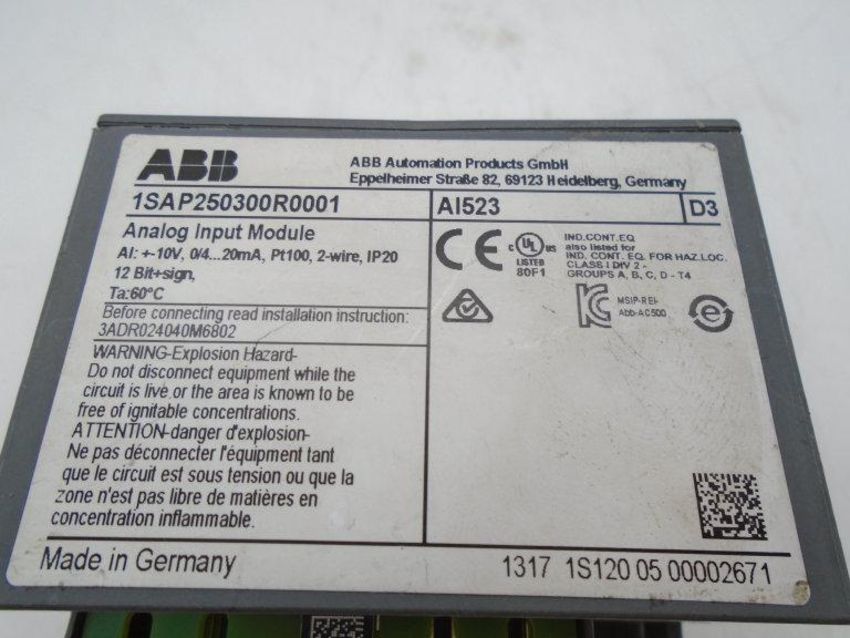 ABB
ABB Automation Products GmbH
Eppelheimer Straße 82, 69123 Heidelberg, Germany
1SAP250300R0001
AI523
D3
Analog Input Module
AI: +-10V, 0/4...20mA, Pt100, 2-wire, IP20
12 Bit+sign,
Ta:60°C
Before connecting read installation instruction:
3ADR024040M6802
WARNING-Explosion Hazard-
Do not disconnect equipment while the
circuit is live or the area is known to be
free of ignitable concentrations.
ATTENTION-danger d'explosion-
Ne pas déconnecter l'équipment tant
que le circuit est sous tension ou que la
zone n'est pas libre de matières en
concentration inflammable.
CE
c UL us
LISTED
80F1
IND.CONT.EQ
also listed for
IND. CONT. EQ. FOR HAZ.LOC.
CLASS I DIV 2 -
GROUPS A, B, C, D - T4
MSIP-REI-
Abb-AC500
e
Made in Germany
1317 1S120 05 00002671